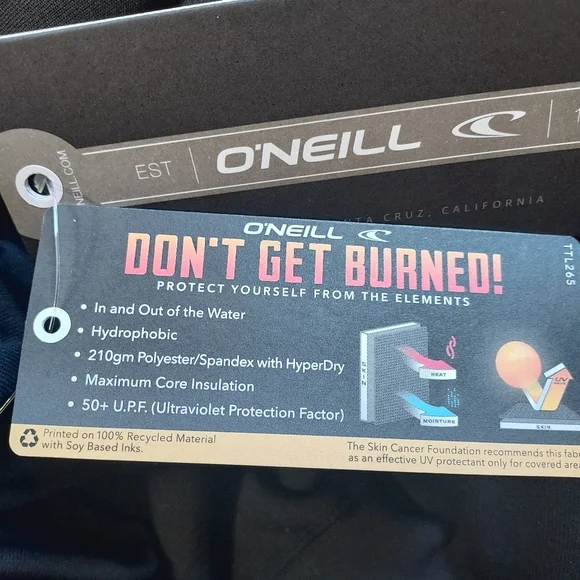 EST O'NEILL
NEILL.COM
CRUZ, CALIFORNIA
O'NEILL
DON'T GET BURNED!
PROTECT YOURSELF FROM THE ELEMENTS
TTL265
• In and Out of the Water
• Hydrophobic
• 210gm Polyester/Spandex with HyperDry
• Maximum Core Insulation
• 50+ U.P.F. (Ultraviolet Protection Factor)
SKIN
HEAT
MOISTURE
UV
SKIN
Printed on 100% Recycled Material
with Soy Based Inks.
The Skin Cancer Foundation recommends this fab
as an effective UV protectant only for covered area